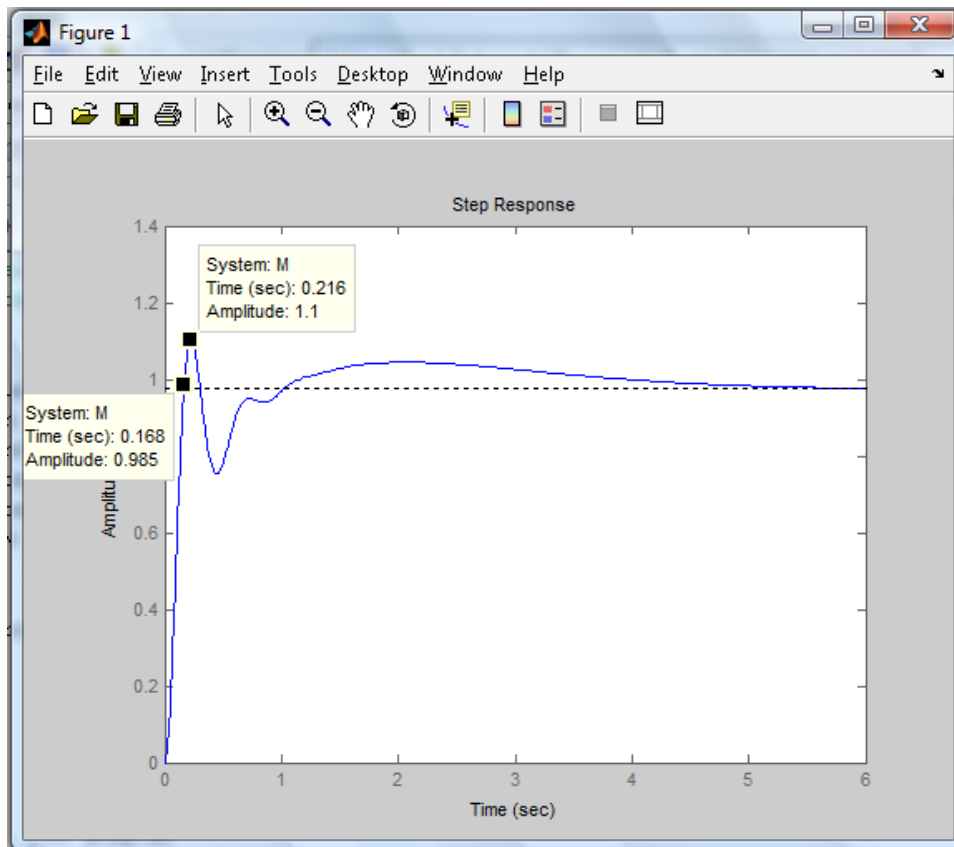 Figure 1
File Edit View Insert Tools Desktop Window Help
Step Response
1.4
System: M
Time (sec): 0.216
Amplitude: 1.1
1.2
1
System: M
Time (sec): 0.168
Amplitude: 0.985
0.6
0.4
0.2
0
0 1 2 3 4 5 6
Time (sec)